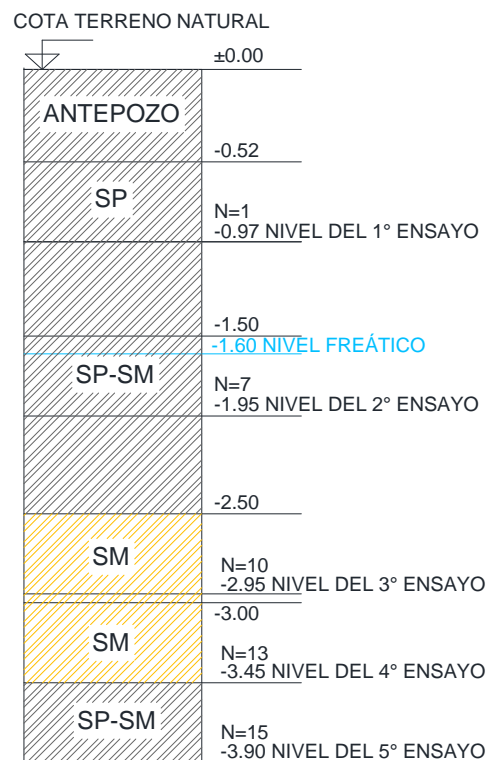 COTA TERRENO NATURAL
±0.00
ANTEPOZO
-0.52
SP
N=1
-0.97 NIVEL DEL 1° ENSAYO
-1.50
-1.60 NIVEL FREÁTICO
SP-SM
N=7
-1.95 NIVEL DEL 2° ENSAYO
-2.50
SM
N=10
-2.95 NIVEL DEL 3° ENSAYO
-3.00
SM
N=13
-3.45 NIVEL DEL 4° ENSAYO
SP-SM
N=15
-3.90 NIVEL DEL 5° ENSAYO